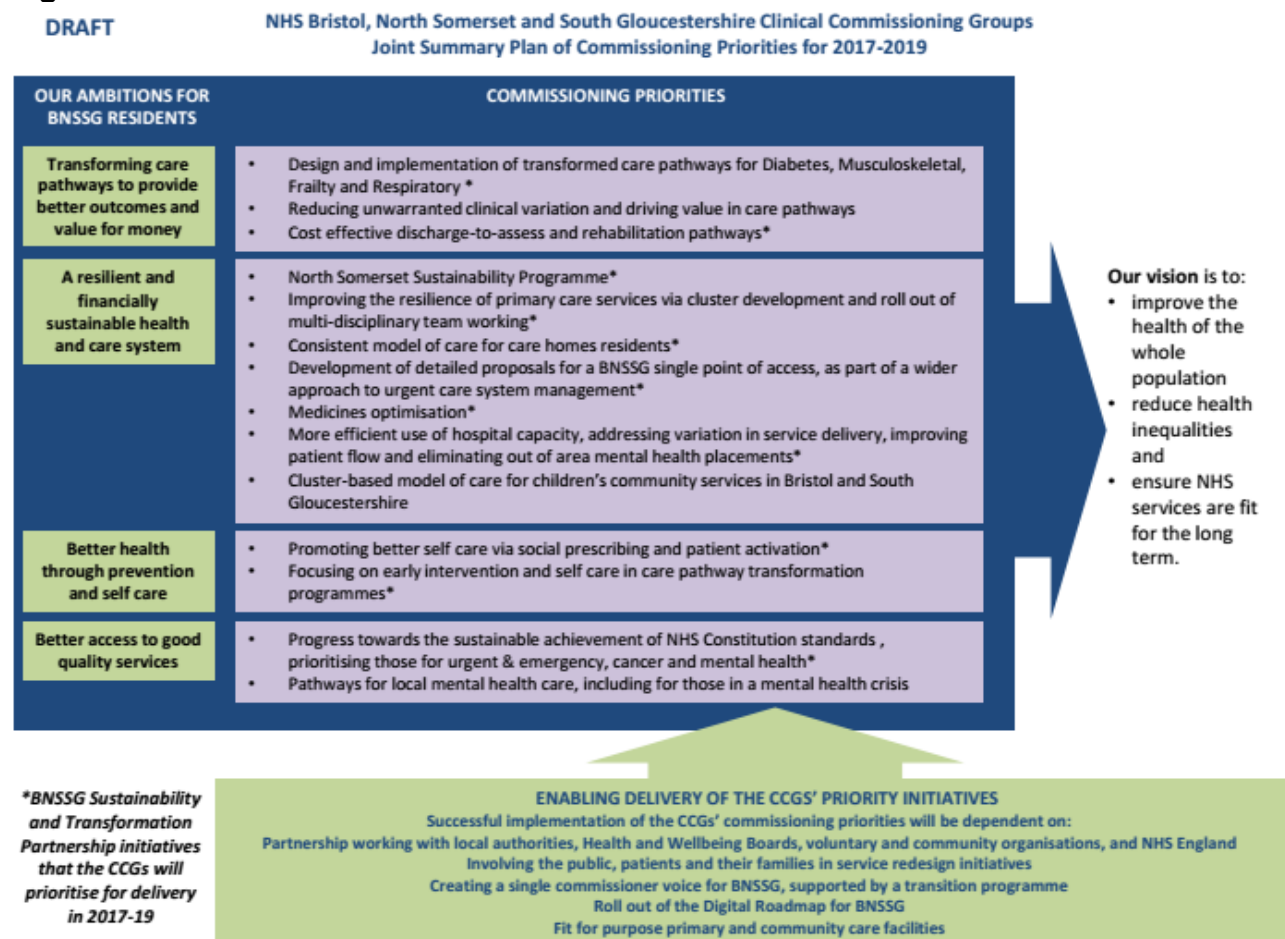 DRAFT
NHS Bristol, North Somerset and South Gloucestershire Clinical Commissioning Groups
Joint Summary Plan of Commissioning Priorities for 2017-2019
OUR AMBITIONS FOR
BNSSG RESIDENTS
COMMISSIONING PRIORITIES
Transforming care
pathways to provide
better outcomes and
value for money
• Design and implementation of transformed care pathways for Diabetes, Musculoskeletal,
Frailty and Respiratory *
• Reducing unwarranted clinical variation and driving value in care pathways
• Cost effective discharge-to-assess and rehabilitation pathways*
A resilient and
financially
sustainable health
and care system
• North Somerset Sustainability Programme*
• Improving the resilience of primary care services via cluster development and roll out of
multi-disciplinary team working*
• Consistent model of care for care homes residents*
• Development of detailed proposals for a BNSSG single point of access, as part of a wider
approach to urgent care system management*
• Medicines optimisation*
• More efficient use of hospital capacity, addressing variation in service delivery, improving
patient flow and eliminating out of area mental health placements*
• Cluster-based model of care for children's community services in Bristol and South
Gloucestershire
Better health
through prevention
and self care
• Promoting better self care via social prescribing and patient activation*
• Focusing on early intervention and self care in care pathway transformation
programmes*
Better access to good
quality services
• Progress towards the sustainable achievement of NHS Constitution standards ,
prioritising those for urgent & emergency, cancer and mental health*
• Pathways for local mental health care, including for those in a mental health crisis
Our vision is to:
• improve the
health of the
whole
population
• reduce health
inequalities
and
• ensure NHS
services are fit
for the long
term.
*BNSSG Sustainability
and Transformation
Partnership initiatives
that the CCGs will
prioritise for delivery
in 2017-19
ENABLING DELIVERY OF THE CCGS' PRIORITY INITIATIVES
Successful implementation of the CCGs' commissioning priorities will be dependent on:
Partnership working with local authorities, Health and Wellbeing Boards, voluntary and community organisations, and NHS England
Involving the public, patients and their families in service redesign initiatives
Creating a single commissioner voice for BNSSG, supported by a transition programme
Roll out of the Digital Roadmap for BNSSG
Fit for purpose primary and community care facilities